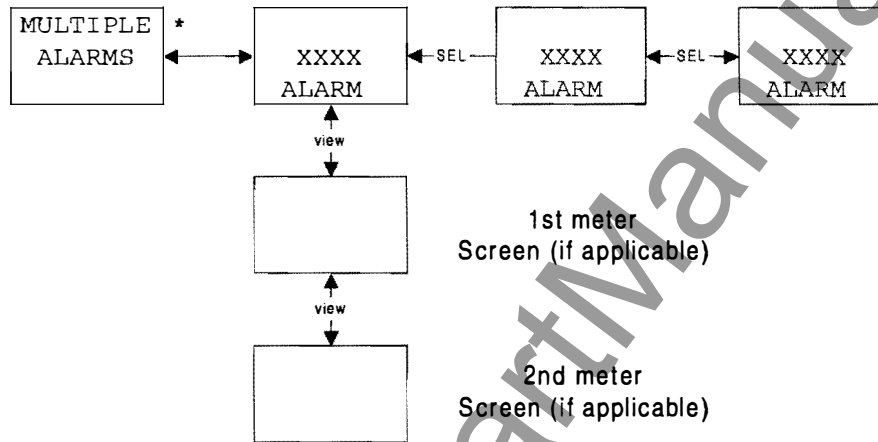 MULTIPLE *
ALARMS
XXXX
ALARM
SEL
XXXX
ALARM
SEL
XXXX
ALARM
view
1st meter
Screen (if applicable)
view
2nd meter
Screen (if applicable)